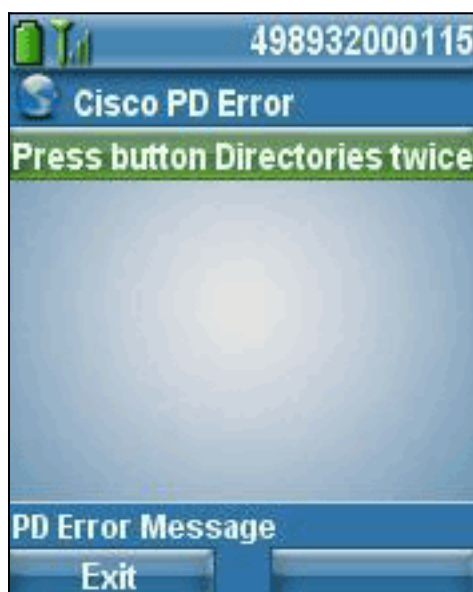 498932000115
Cisco PD Error
Press button Directories twice
PD Error Message
Exit